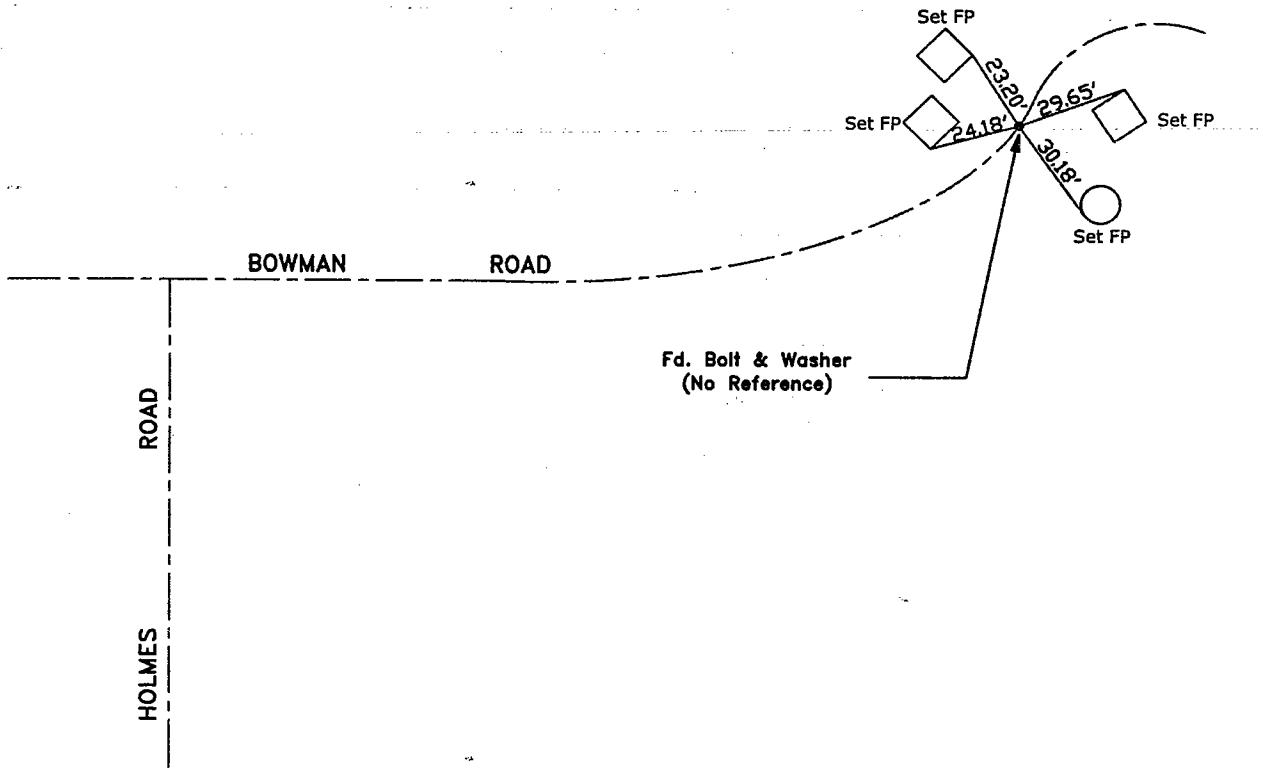 Set FP
23.20'
29.65'
Set FP
24.18'
Set FP
30.18'
Set FP
BOWMAN ROAD
Fd. Bolt & Washer
(No Reference)
HOLMES ROAD